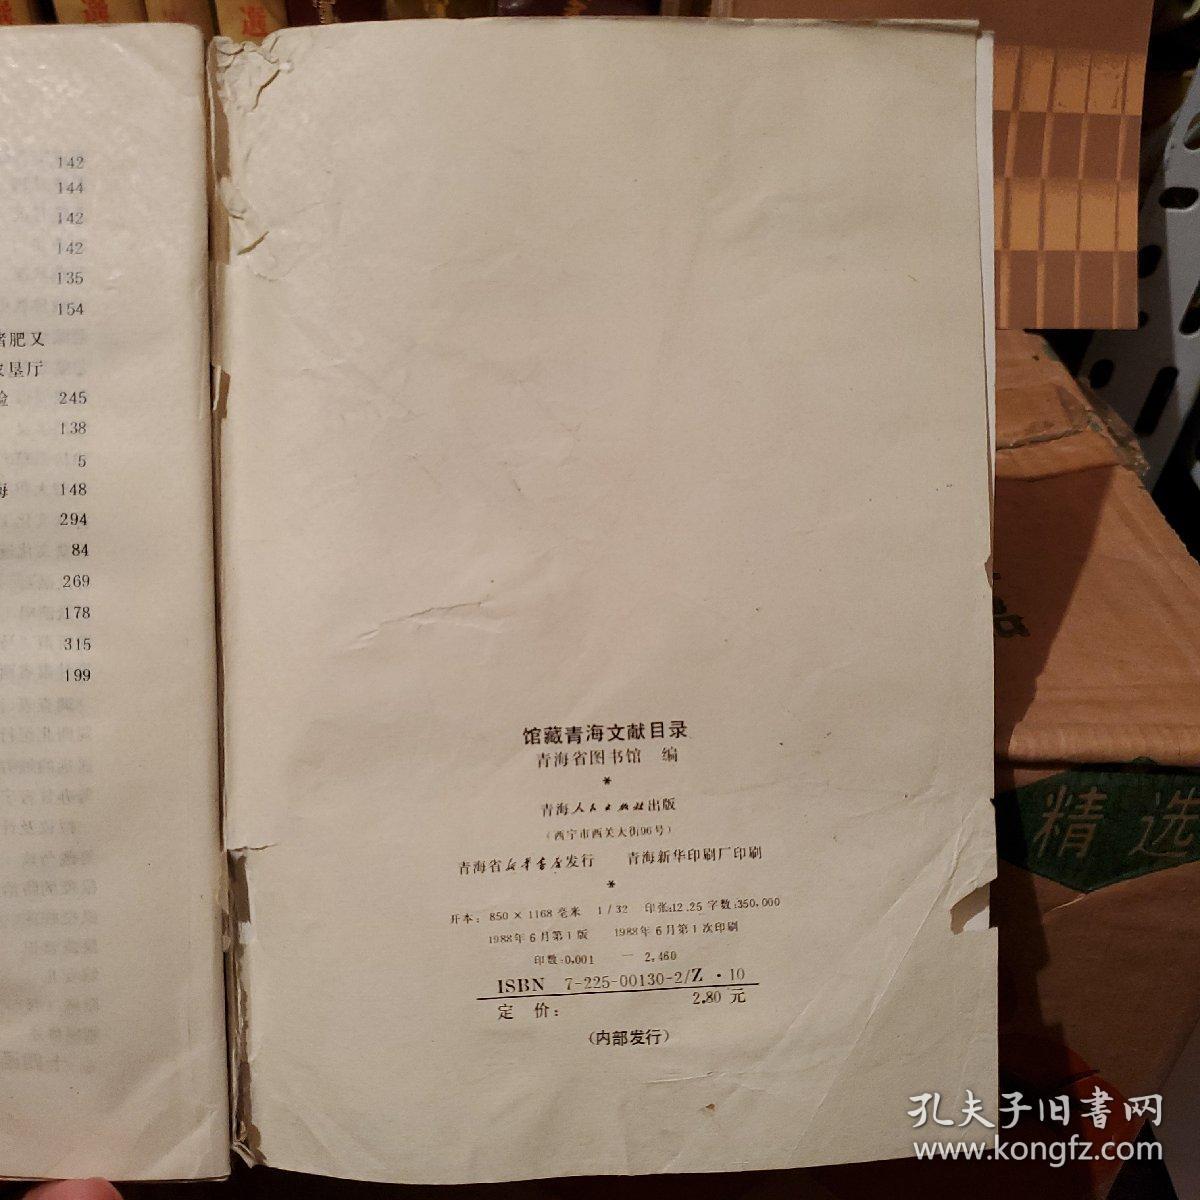 142
144
142
142
135
154
肥又
垦厅
245
138
5
148
294
84
269
178
315
199
馆藏青海文献目录
青海省图书馆 编
*
青海人民出版社出版
(西宁市西关大街96号)
青海省新华书店发行 青海新华印刷厂印刷
*
开本: 850×1168毫米 1/32 印张:12.25 字数:350,000
1988年6月第1版 1988年6月第1次印刷
印数:0,001 — 2,460
ISBN 7-225-00130-2/Z·10
定 价: 2.80 元
(内部发行)
精选
孔夫子旧书网
www.kongfz.com